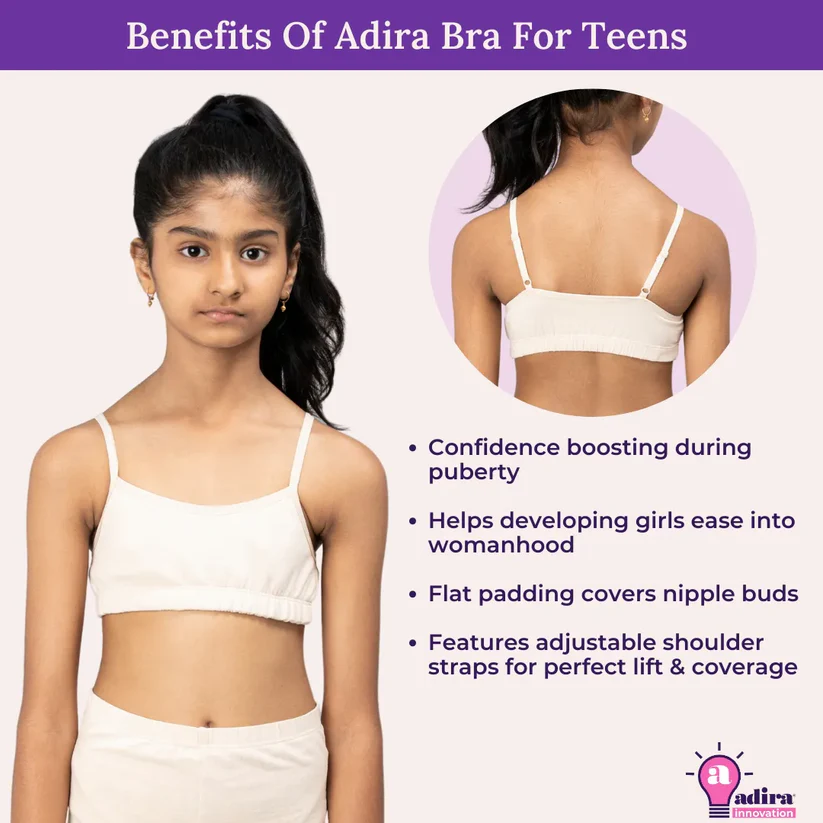 Benefits Of Adira Bra For Teens
• Confidence boosting during
puberty
• Helps developing girls ease into
womanhood
• Flat padding covers nipple buds
• Features adjustable shoulder
straps for perfect lift & coverage
a
adira
innovation